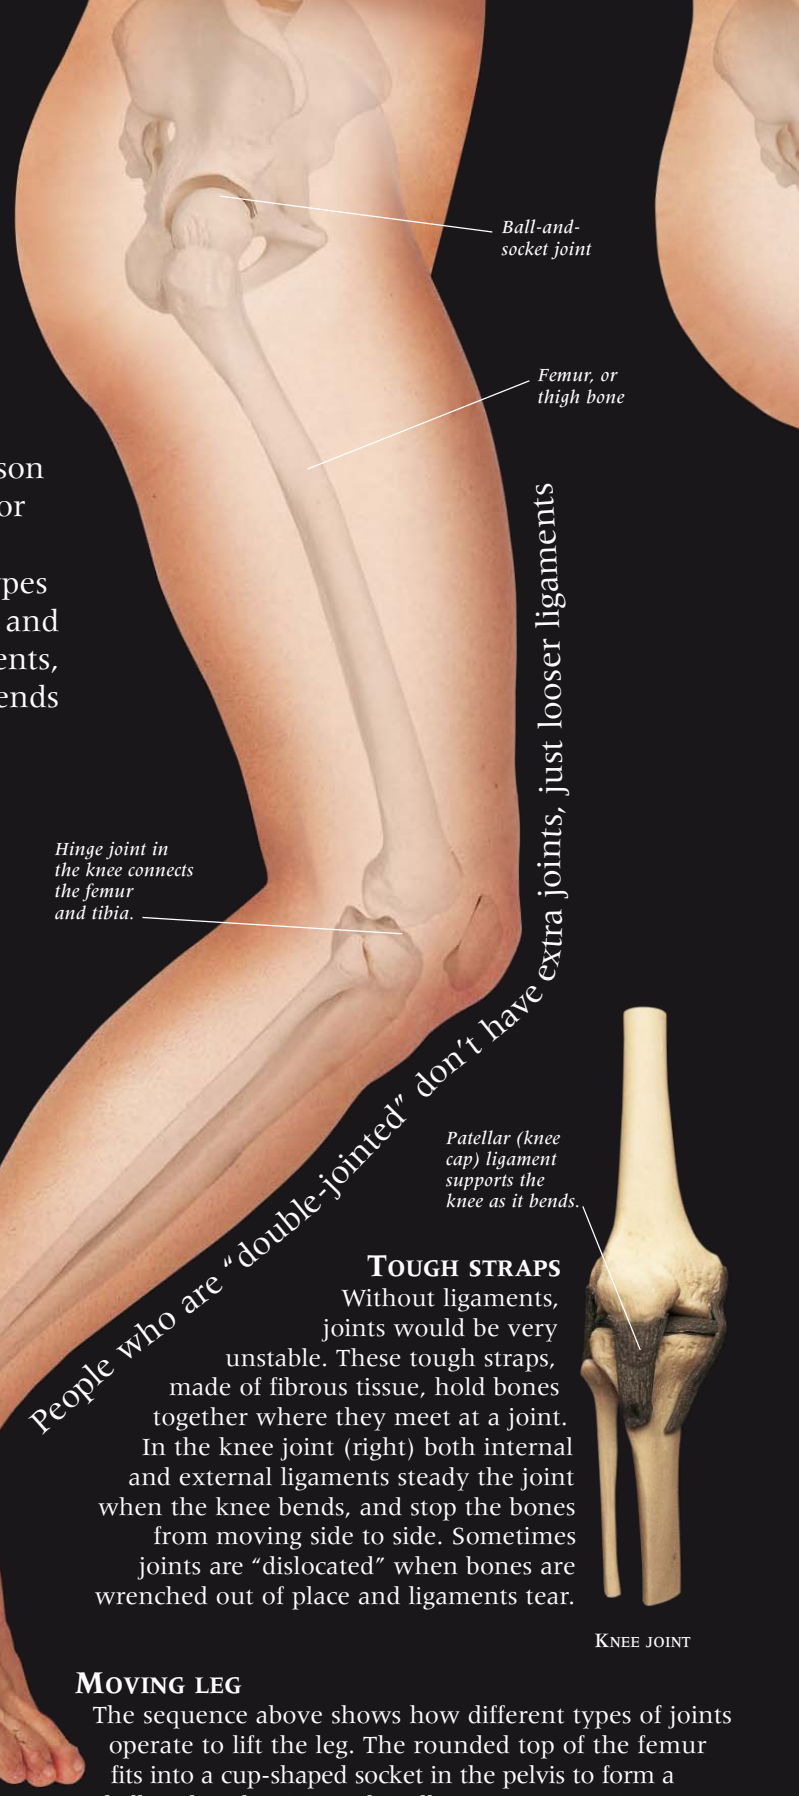 Ball-and-
socket joint
Femur, or
thigh bone
son
or
pes
and
ents,
ends
Hinge joint in
the knee connects
the femur
and tibia.
People who are “double-jointed” don’t have extra joints, just looser ligaments
Patellar (knee
cap) ligament
supports the
knee as it bends.
TOUGH STRAPS
Without ligaments,
joints would be very
unstable. These tough straps,
made of fibrous tissue, hold bones
together where they meet at a joint.
In the knee joint (right) both internal
and external ligaments steady the joint
when the knee bends, and stop the bones
from moving side to side. Sometimes
joints are “dislocated” when bones are
wrenched out of place and ligaments tear.
KNEE JOINT
MOVING LEG
The sequence above shows how different types of joints
operate to lift the leg. The rounded top of the femur
fits into a cup-shaped socket in the pelvis to form a